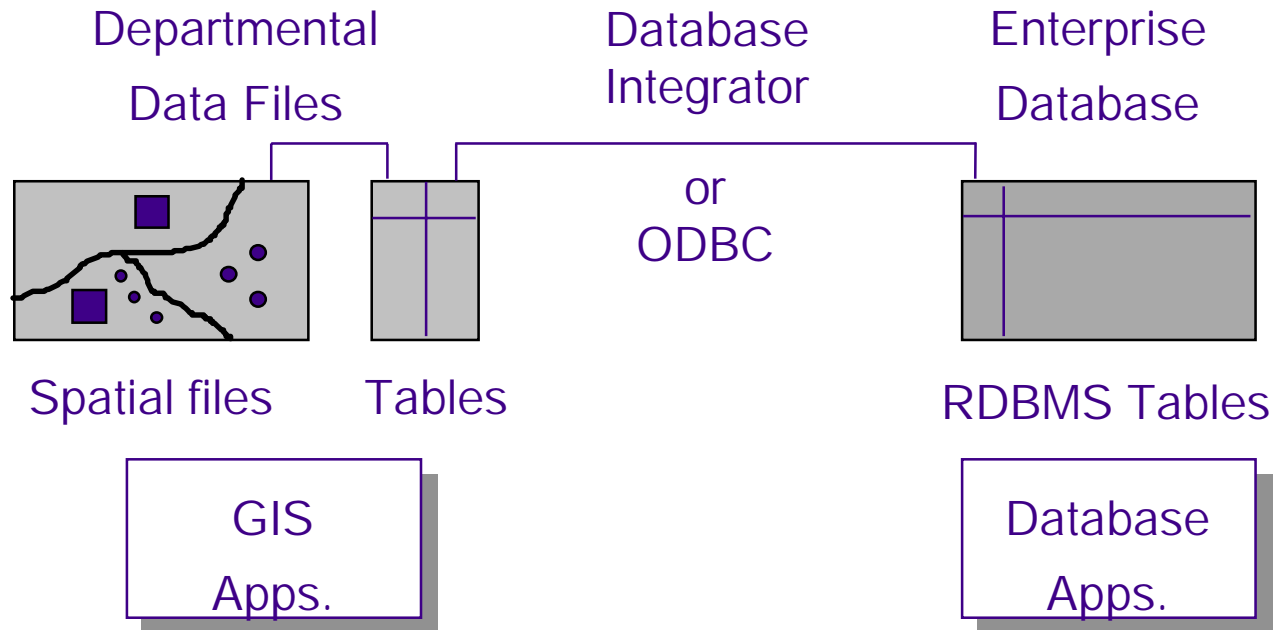 Departmental
Data Files
Database
Integrator
or
ODBC
Enterprise
Database
Spatial files
Tables
RDBMS Tables
GIS
Apps.
Database
Apps.